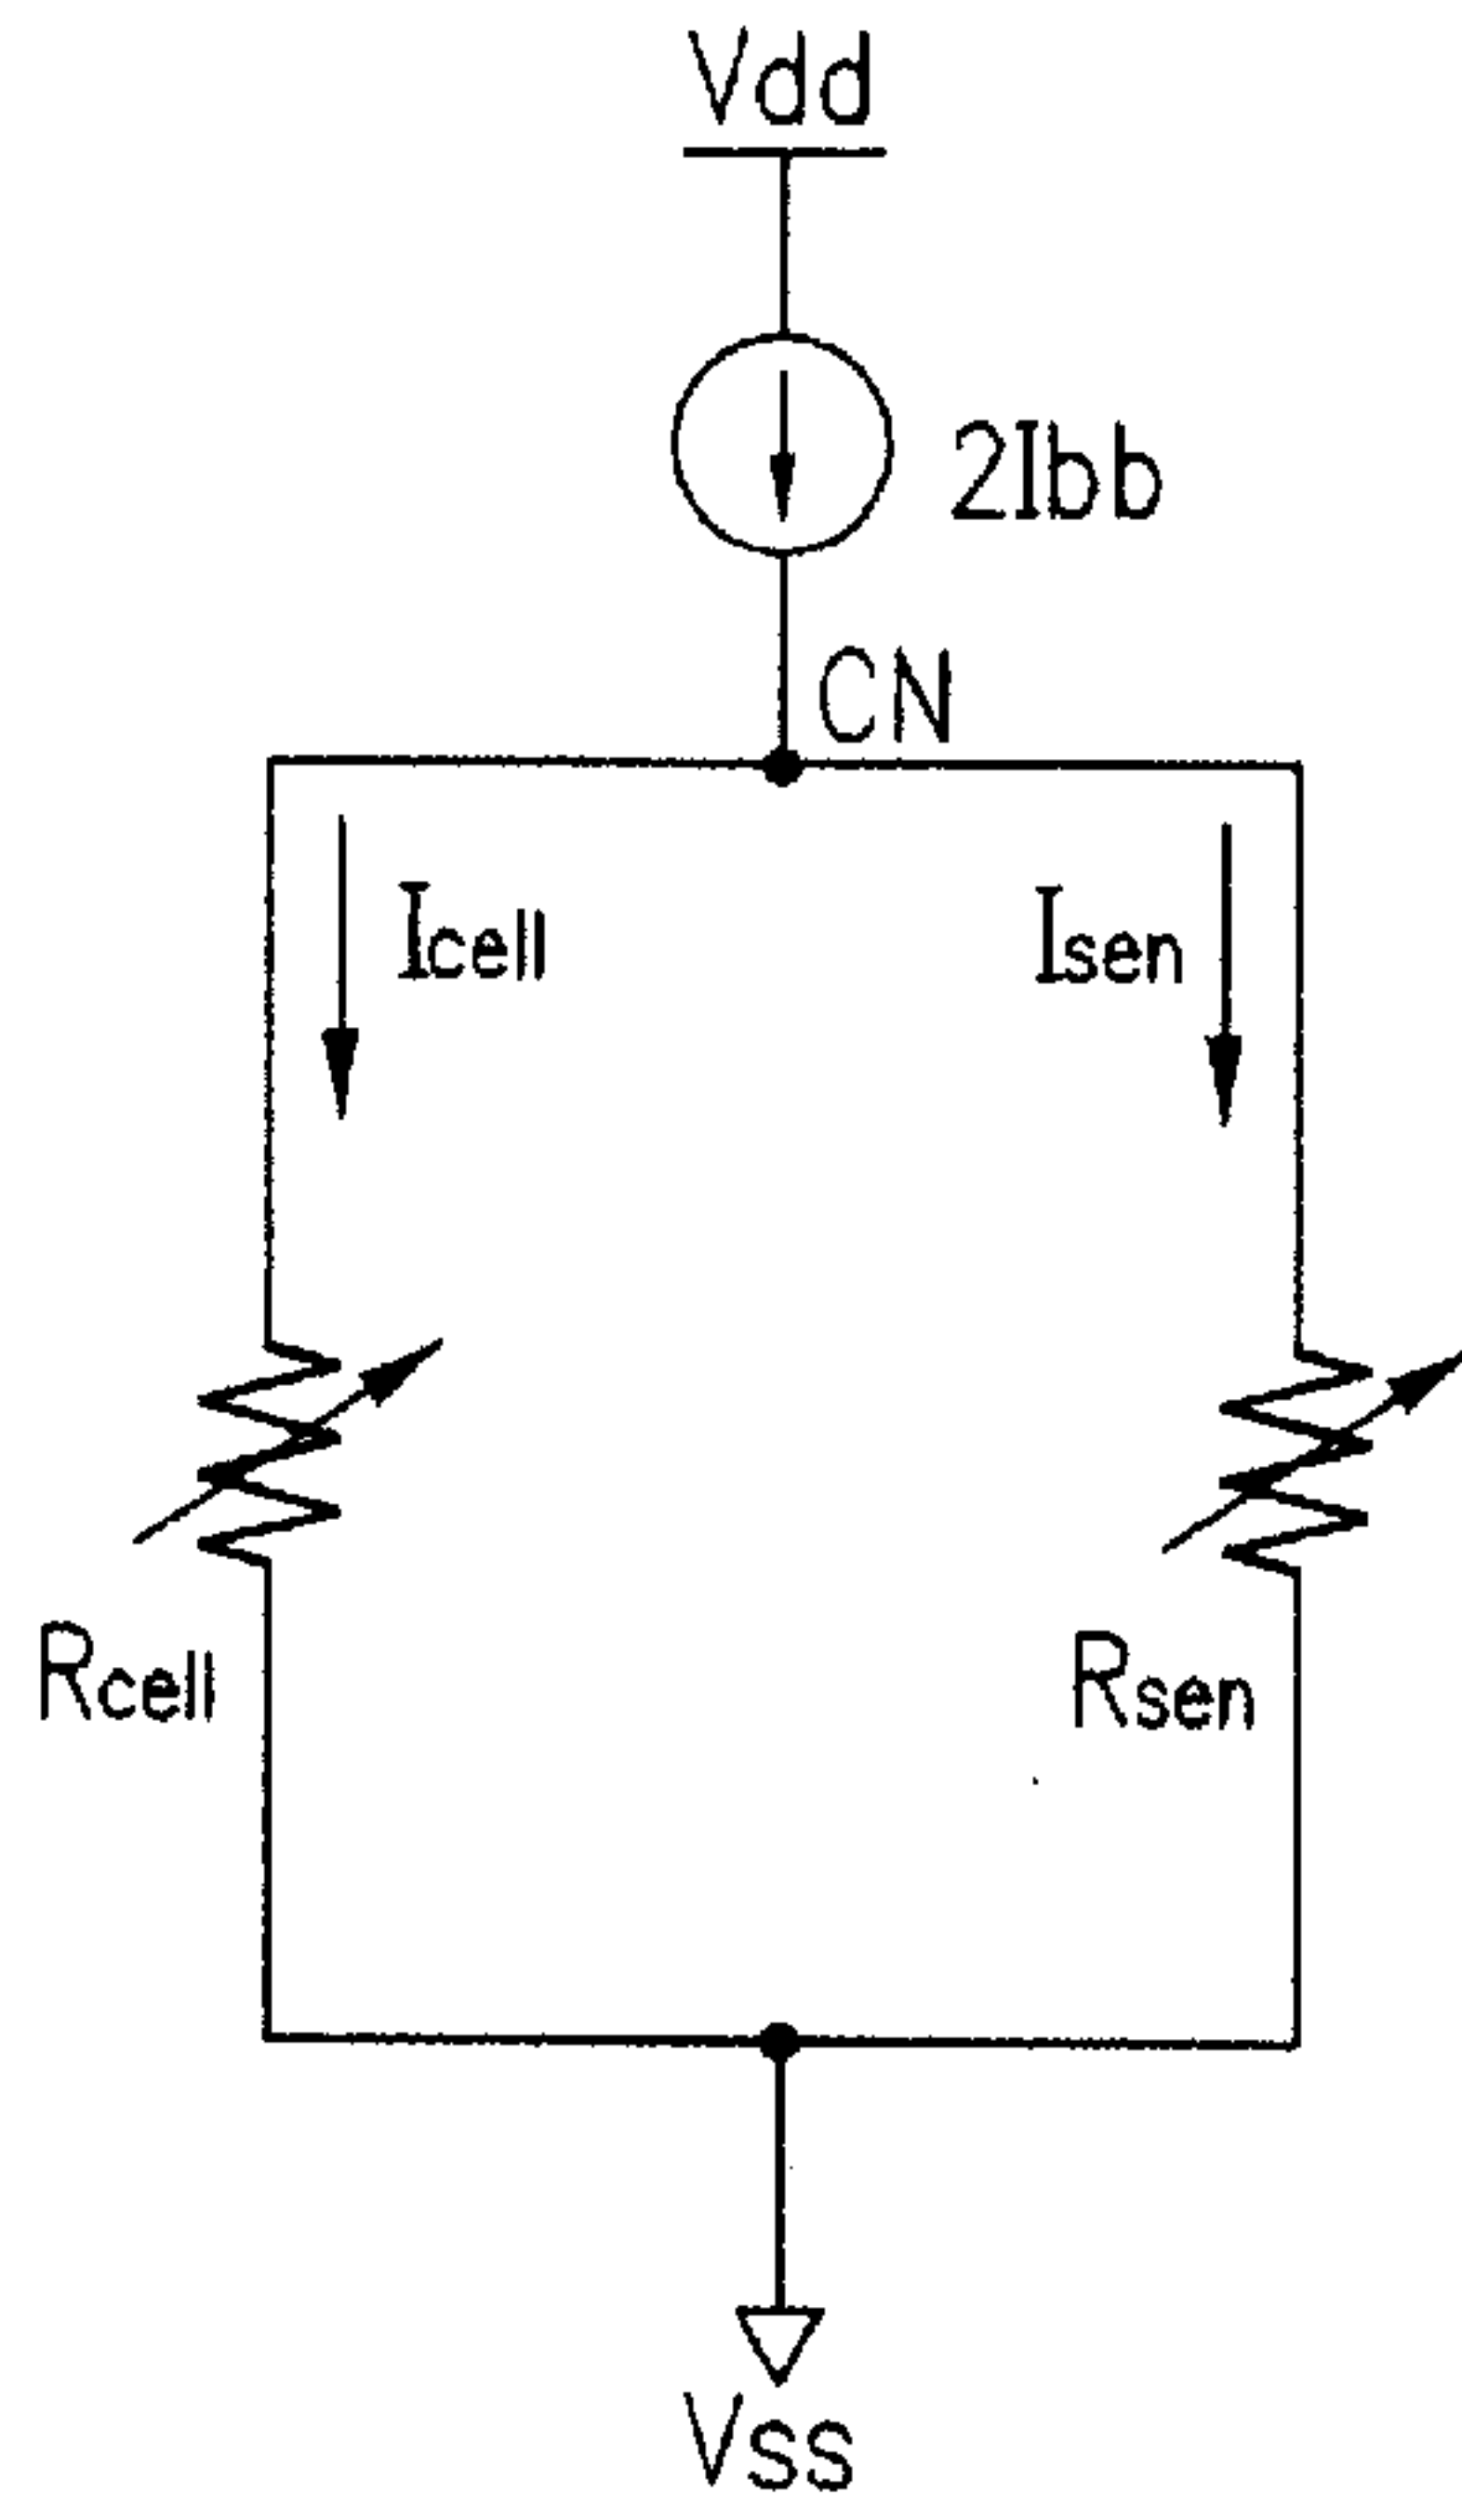 Vdd
2Ibb
CN
Icell
Isen
Rcell
Rsen
Vss